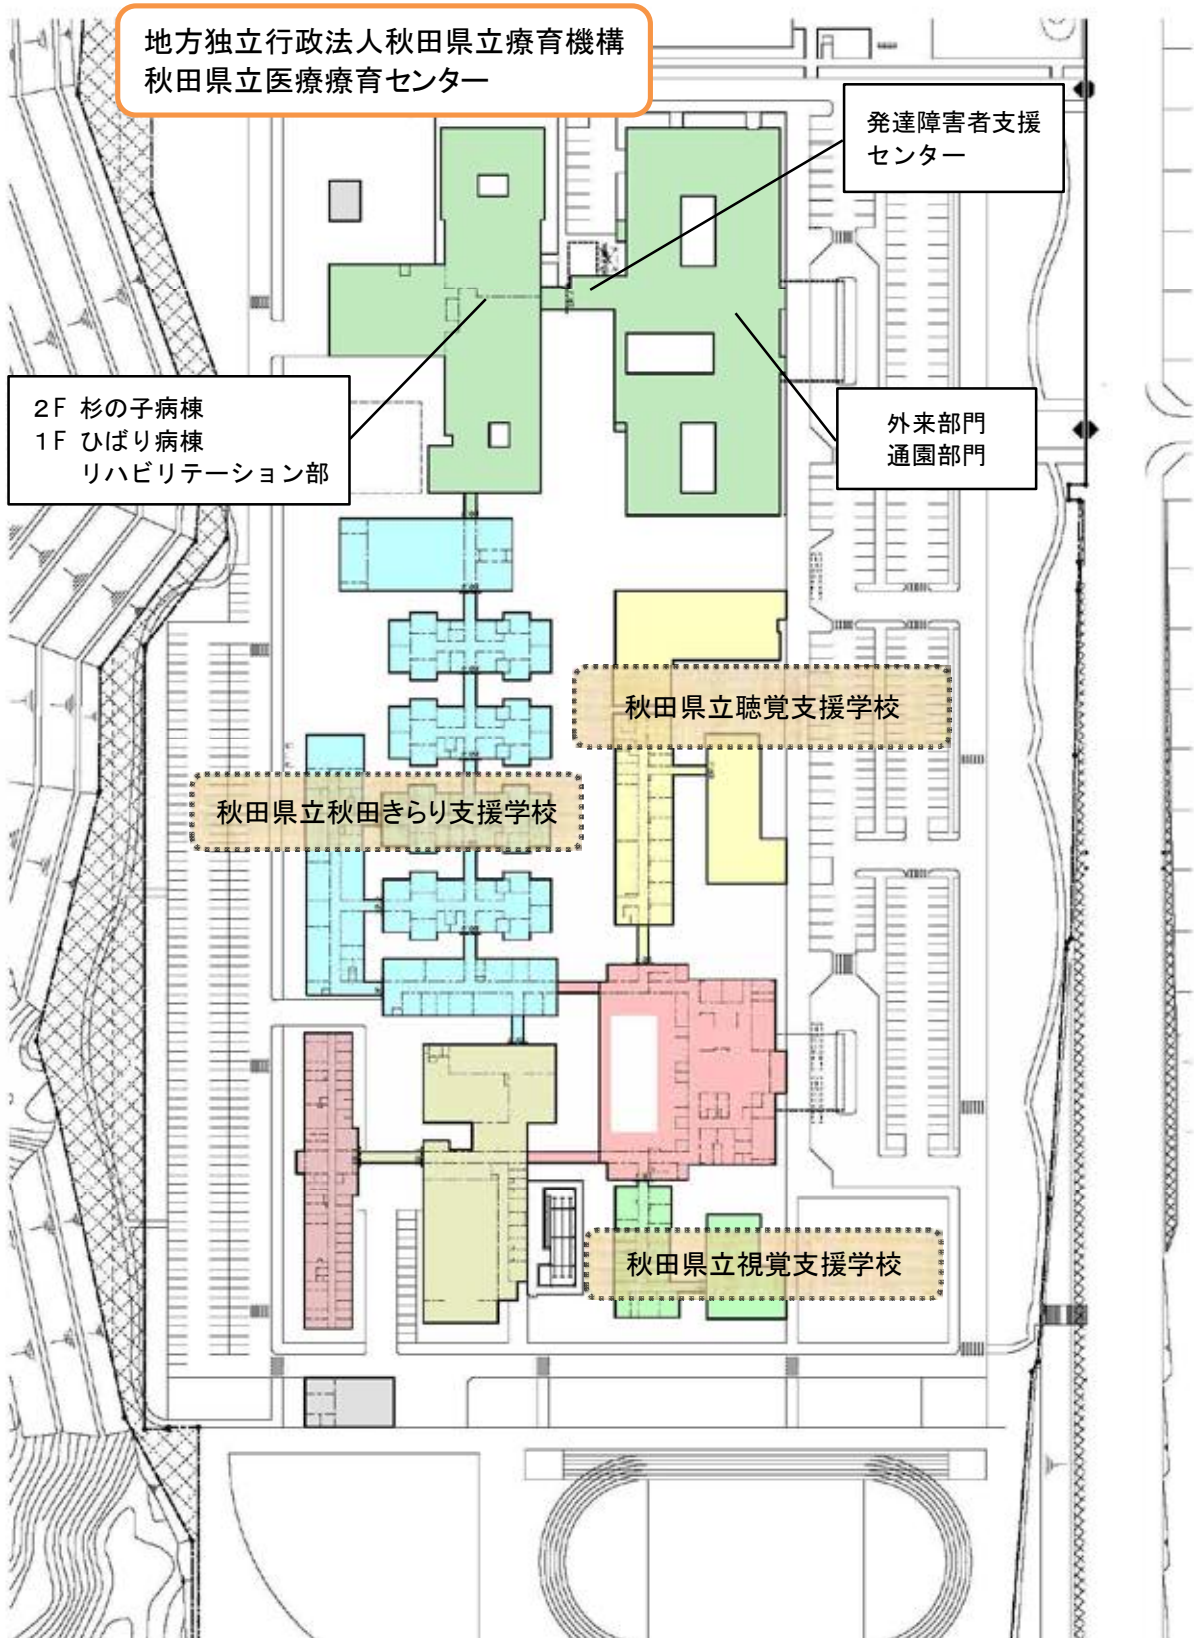 地方独立行政法人秋田県立療育機構
秋田県立医療療育センター
発達障害者支援
センター
２Ｆ 杉の子病棟
１Ｆ ひばり病棟
リハビリテーション部
外来部門
通園部門
秋田県立聴覚支援学校
秋田県立秋田きらり支援学校
秋田県立視覚支援学校